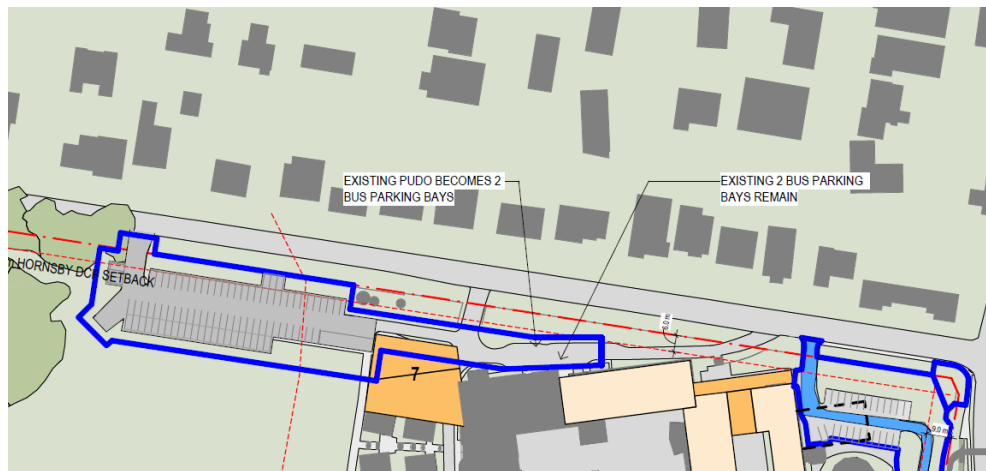 EXISTING PUDO BECOMES 2
BUS PARKING BAYS
EXISTING 2 BUS PARKING
BAYS REMAIN
HORNSBY DCP SETBACK
6.0 m
7
9.0 m